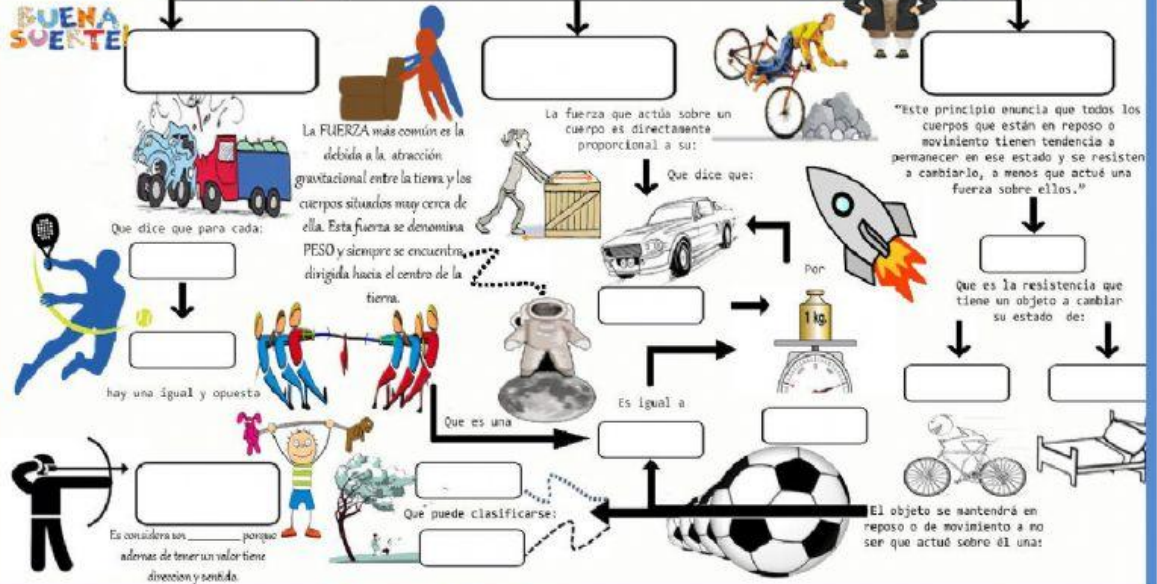 BUENA
SUERTE!
La FUERZA más común es la
debida a la atracción
gravitacional entre la tierra y los
cuerpos situados muy cerca de
ella. Esta fuerza se denomina
PESO y siempre se encuentra
dirigida hacia el centro de la
tierra.
La fuerza que actúa sobre un
cuerpo es directamente
proporcional a su:
Que dice que:
"Este principio enuncia que todos los
cuerpos que están en reposo o
movimiento tienen tendencia a
permanecer en ese estado y se resisten
a cambiarlo, a menos que actué una
fuerza sobre ellos."
Que dice que para cada:
hay una igual y opuesta
Por
1 kg.
Que es la resistencia que
tiene un objeto a cambiar
su estado de:
Es igual a
Que es una
Qué puede clasificarse:
Es considera un ________ porque
ademas de tener un valor tiene
direccion y sentido.
El objeto se mantendrá en
reposo o de movimiento a no
ser que actué sobre él una: